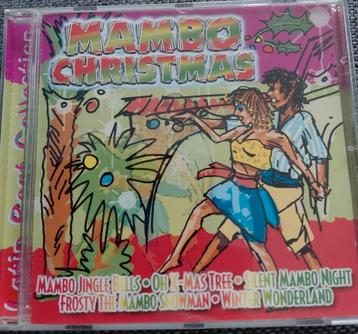 MAMBO
CHRISTMAS
Latin Beat Collection
MAMBO JINGLE BELLS • OH X-MAS TREE • SILENT MAMBO NIGHT
FROSTY THE MAMBO SNOWMAN • WINTER WONDERLAND